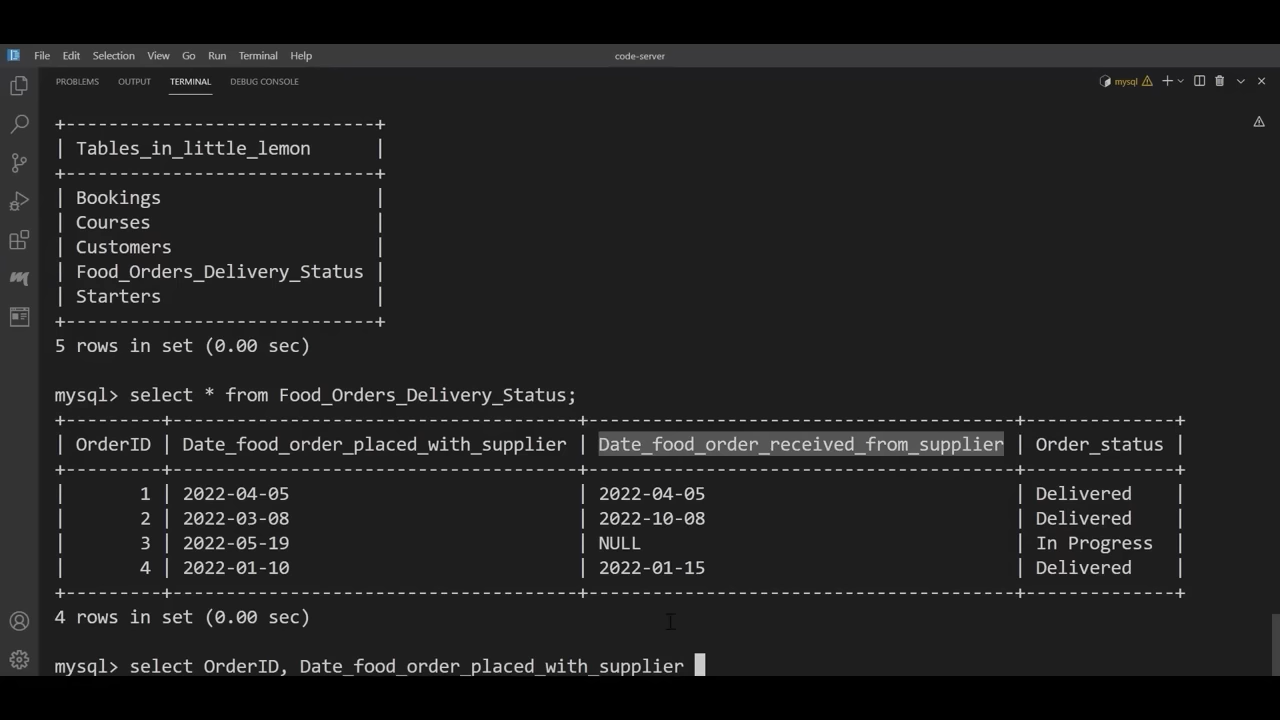 File Edit Selection View Go Run Terminal Help code-server
PROBLEMS OUTPUT TERMINAL DEBUG CONSOLE mysql
+-----------------------------+
| Tables_in_little_lemon      |
+-----------------------------+
| Bookings                    |
| Courses                     |
| Customers                   |
| Food_Orders_Delivery_Status |
| Starters                    |
+-----------------------------+
5 rows in set (0.00 sec)
mysql> select * from Food_Orders_Delivery_Status;
+---------+--------------------------------------+----------------------------------------+--------------+
| OrderID | Date_food_order_placed_with_supplier | Date_food_order_received_from_supplier | Order_status |
+---------+--------------------------------------+----------------------------------------+--------------+
|       1 | 2022-04-05                           | 2022-04-05                             | Delivered    |
|       2 | 2022-03-08                           | 2022-10-08                             | Delivered    |
|       3 | 2022-05-19                           | NULL                                   | In Progress  |
|       4 | 2022-01-10                           | 2022-01-15                             | Delivered    |
+---------+--------------------------------------+----------------------------------------+--------------+
4 rows in set (0.00 sec)
mysql> select OrderID, Date_food_order_placed_with_supplier